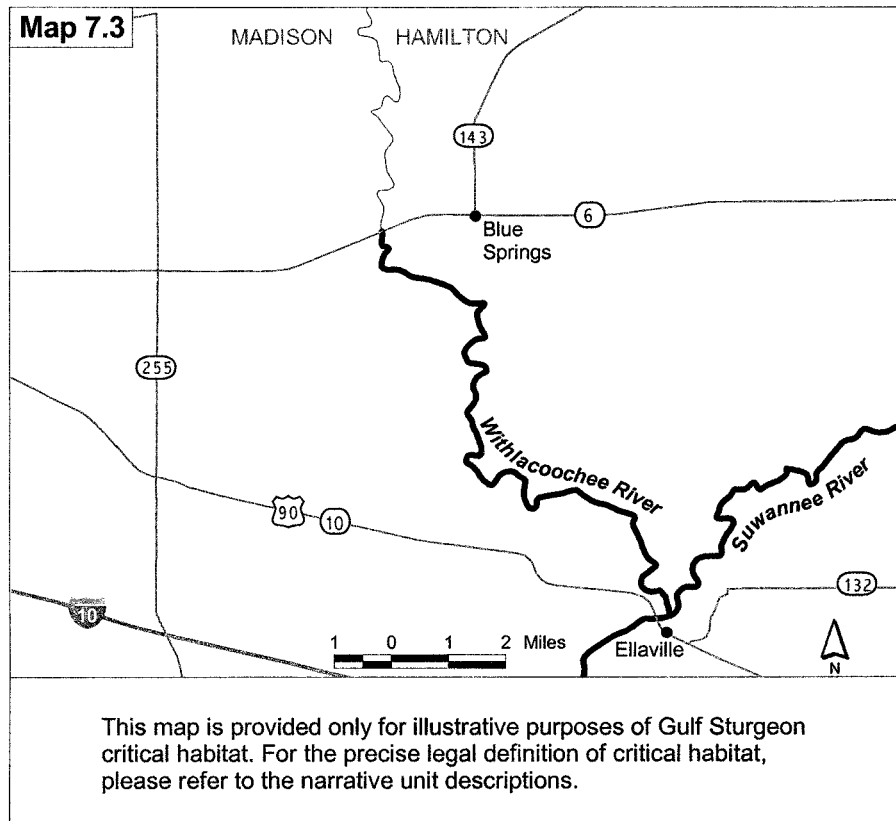 Map 7.3
MADISON
HAMILTON
143
6
Blue
Springs
255
Withlacoochee River
Suwannee River
90
10
132
10
1 0 1 2 Miles
Ellaville
N
This map is provided only for illustrative purposes of Gulf Sturgeon
critical habitat. For the precise legal definition of critical habitat,
please refer to the narrative unit descriptions.